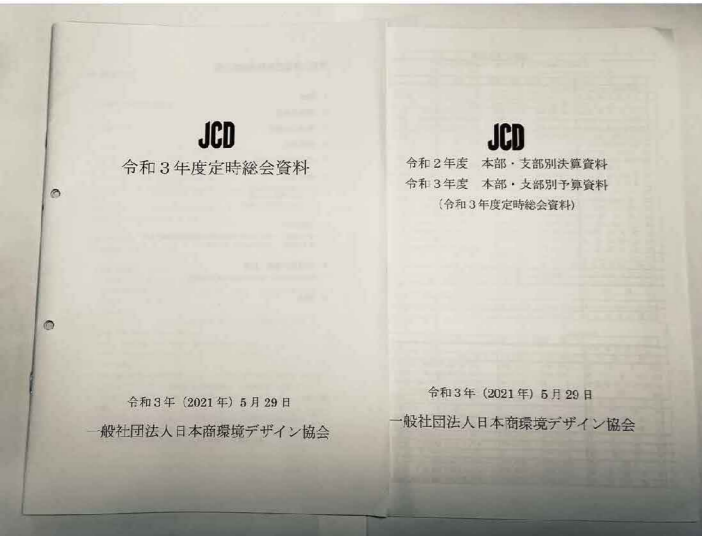 JCD
令和３年度定時総会資料
令和３年（2021年）５月29日
一般社団法人日本商環境デザイン協会
JCD
令和２年度　本部・支部別決算資料
令和３年度　本部・支部別予算資料
（令和３年度定時総会資料）
令和３年（2021年）５月29日
一般社団法人日本商環境デザイン協会